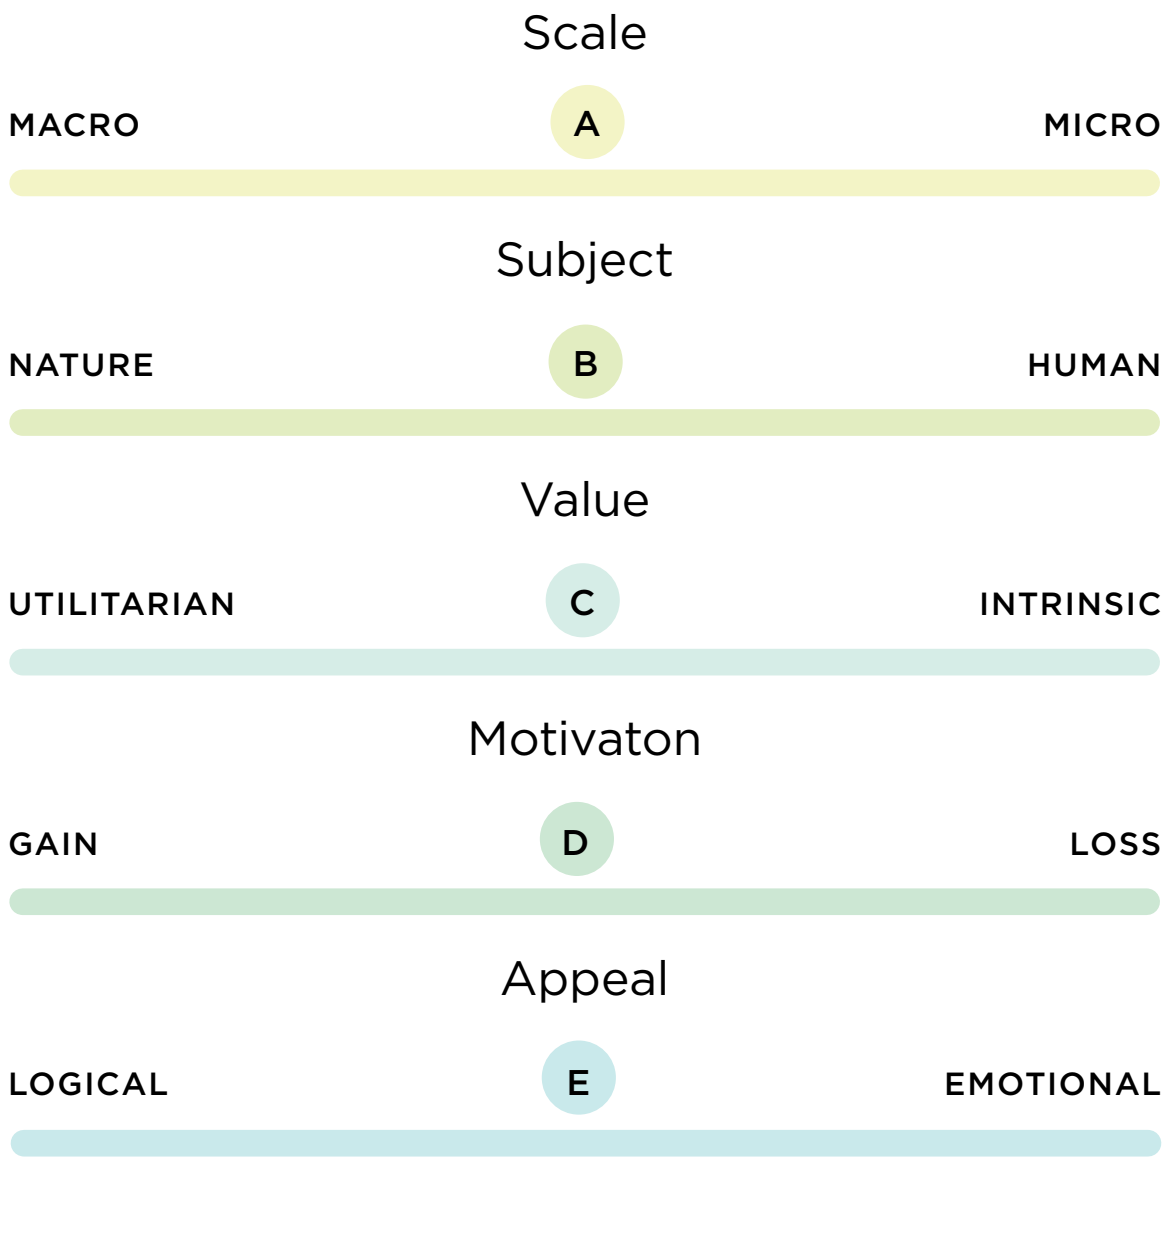 Scale
MACRO A MICRO
Subject
NATURE B HUMAN
Value
UTILITARIAN C INTRINSIC
Motivaton
GAIN D LOSS
Appeal
LOGICAL E EMOTIONAL